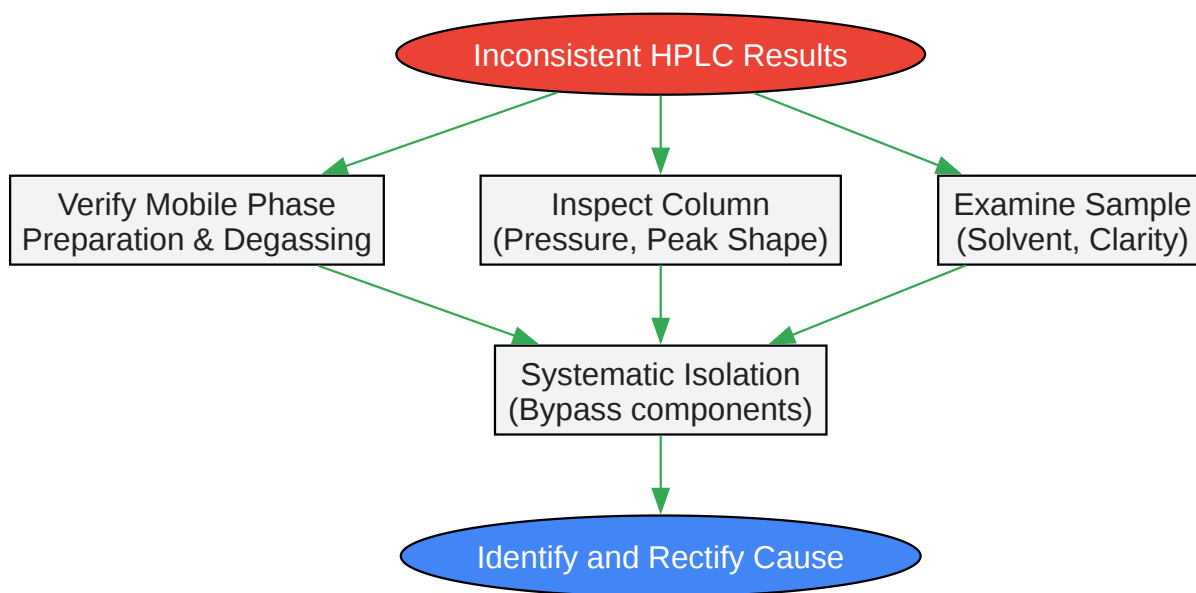 Inconsistent HPLC Results
Verify Mobile Phase
Preparation & Degassing
Inspect Column
(Pressure, Peak Shape)
Examine Sample
(Solvent, Clarity)
Systematic Isolation
(Bypass components)
Identify and Rectify Cause